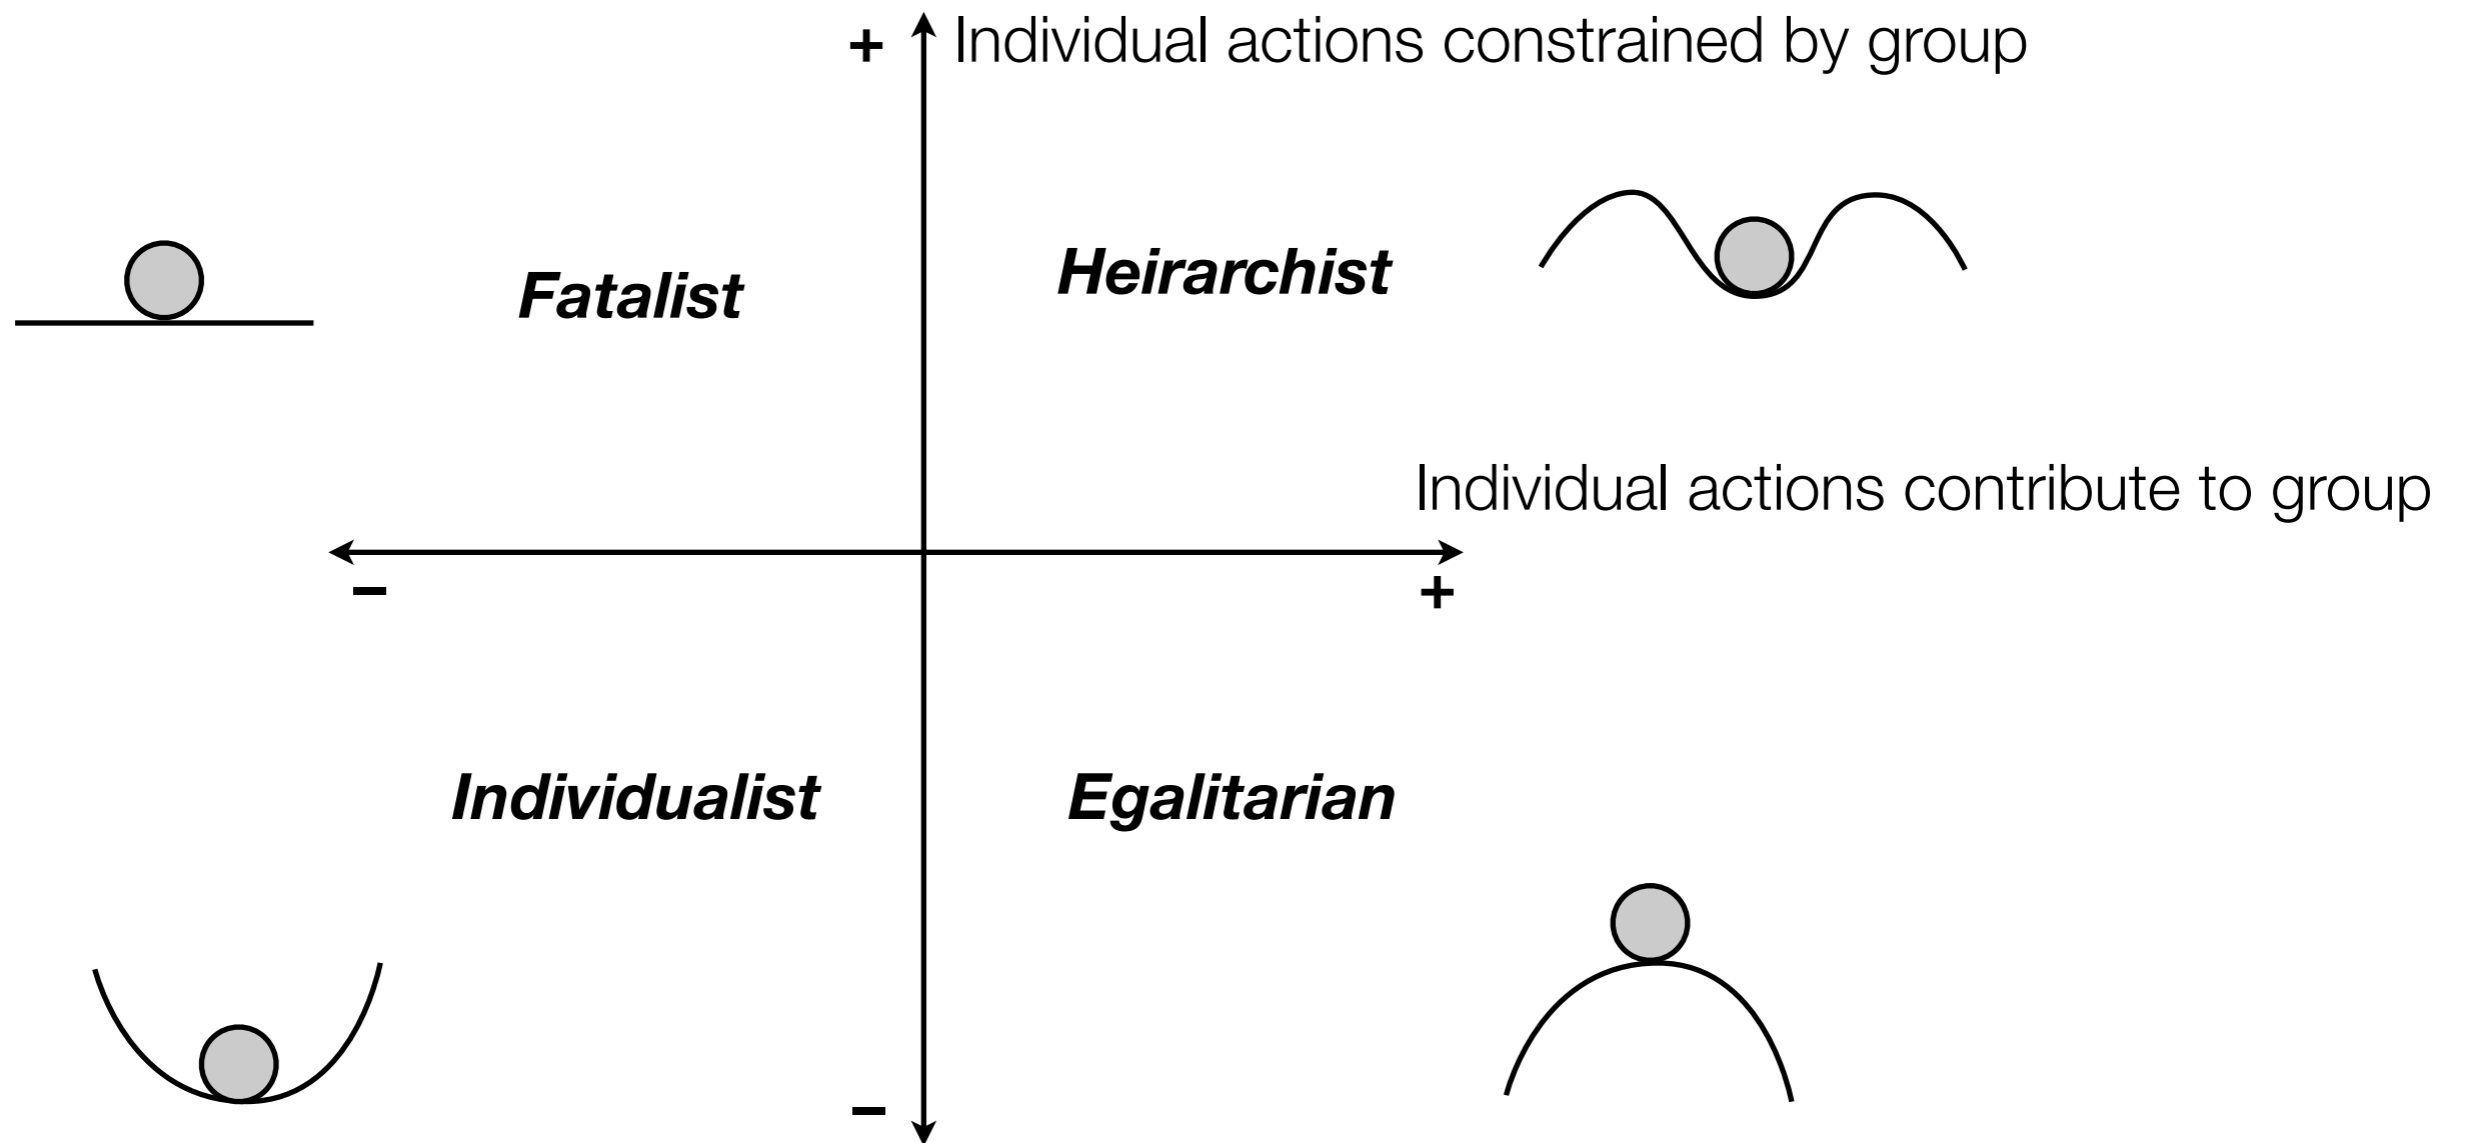 + Individual actions constrained by group
Fatalist
Heirarchist
Individual actions contribute to group
– +
Individualist
Egalitarian
–